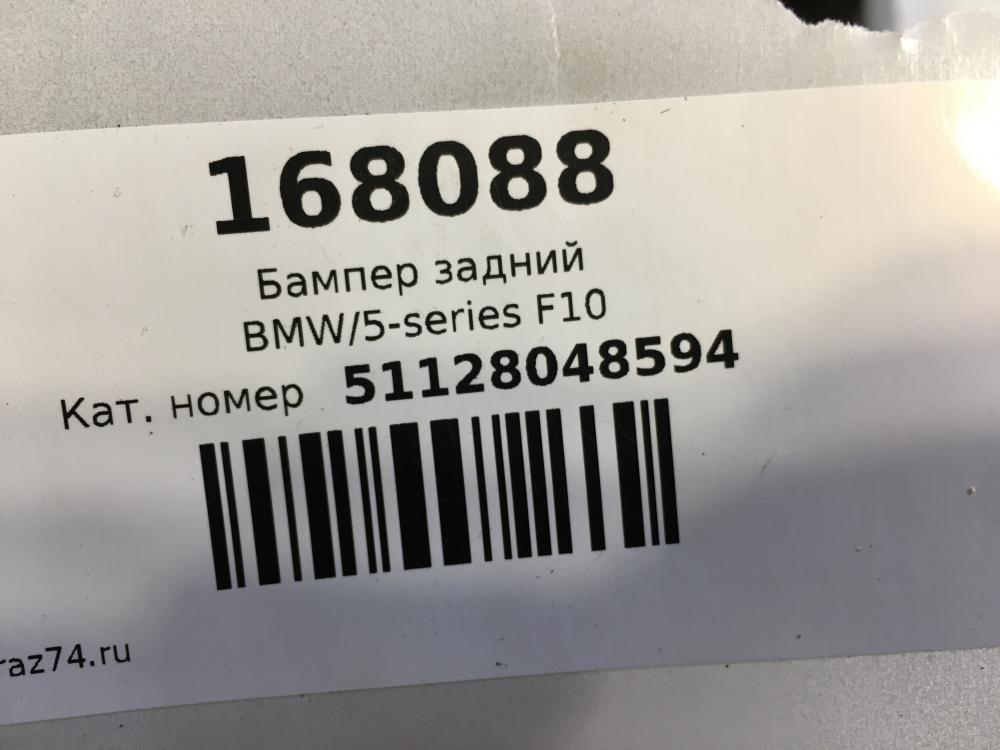 168088
Бампер задний
BMW/5-series F10
Кат. номер 51128048594
raz74.ru